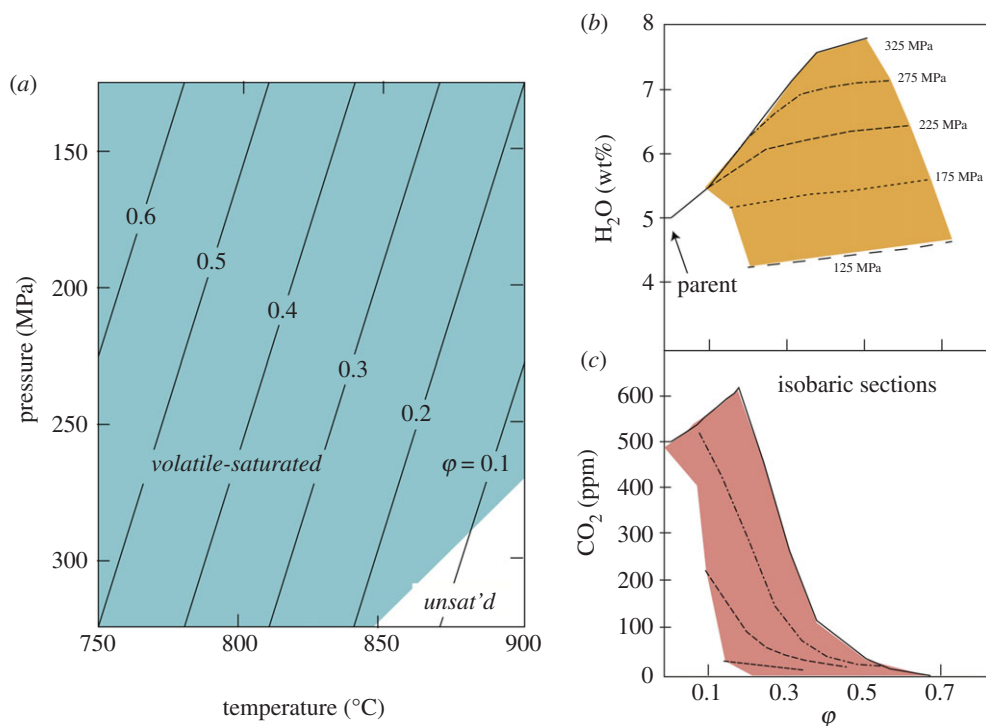 (a)
pressure (MPa)
150
200
250
300
0.6
0.5
0.4
0.3
0.2
φ = 0.1
volatile-saturated
unsat'd
750
800
850
900
temperature (°C)
(b)
H₂O (wt%)
8
7
6
5
4
325 MPa
275 MPa
225 MPa
175 MPa
125 MPa
parent
(c)
isobaric sections
CO₂ (ppm)
600
500
400
300
200
100
0
0.1
0.3
0.5
0.7
φ